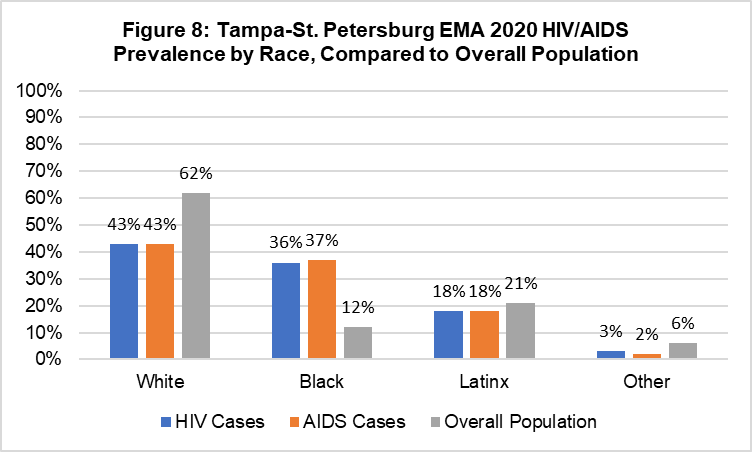 Figure 8: Tampa-St. Petersburg EMA 2020 HIV/AIDS
Prevalence by Race, Compared to Overall Population
100%
90%
80%
70%
60%
50%
40%
30%
20%
10%
0%
43% 43% 62%
36% 37% 12%
18% 18% 21%
3% 2% 6%
White Black Latinx Other
HIV Cases AIDS Cases Overall Population